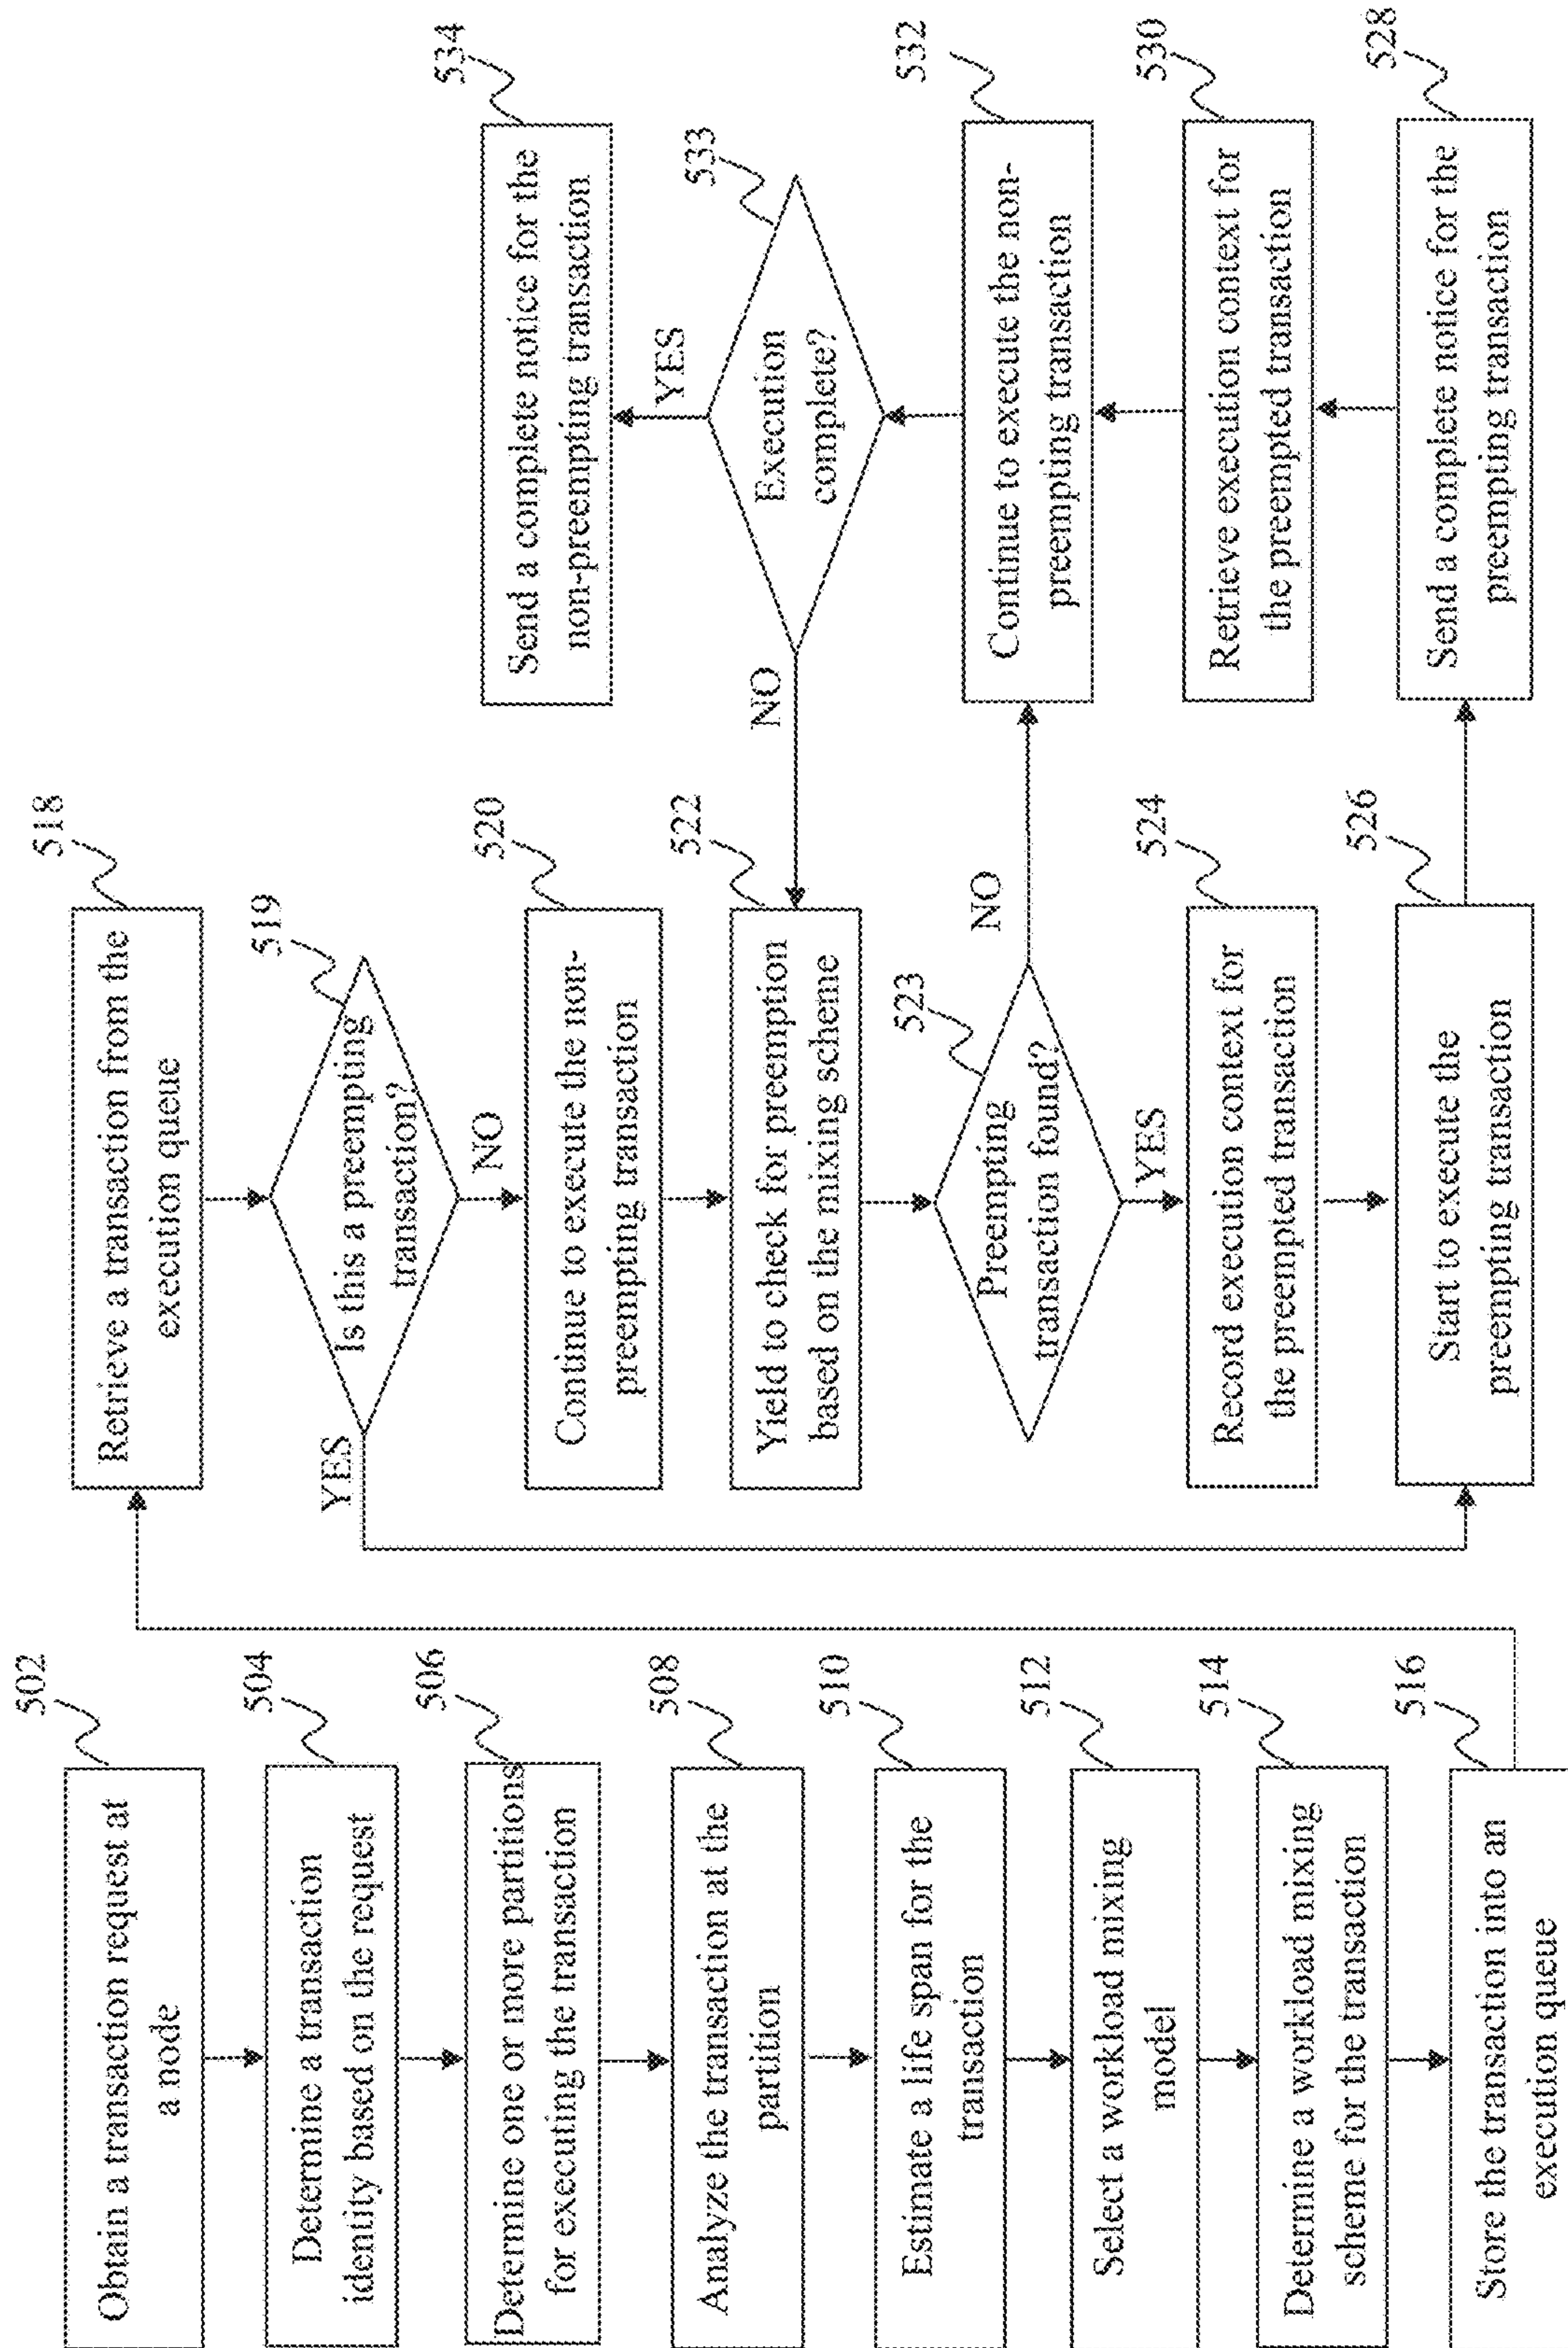 502
Obtain a transaction request at
a node
504
Determine a transaction
identity based on the request
506
Determine one or more partitions
for executing the transaction
508
Analyze the transaction at the
partition
510
Estimate a life span for the
transaction
512
Select a workload mixing
model
514
Determine a workload mixing
scheme for the transaction
516
Store the transaction into an
execution queue
518
Retrieve a transaction from the
execution queue
519
Is this a preempting
transaction?
YES
NO
520
Continue to execute the non-
preempting transaction
522
Yield to check for preemption
based on the mixing scheme
523
Preempting
transaction found?
NO
YES
524
Record execution context for
the preempted transaction
526
Start to execute the
preempting transaction
534
Send a complete notice for the
non-preempting transaction
533
YES
Execution
complete?
NO
532
Continue to execute the non-
preempting transaction
530
Retrieve execution context for
the preempted transaction
528
Send a complete notice for the
preempting transaction